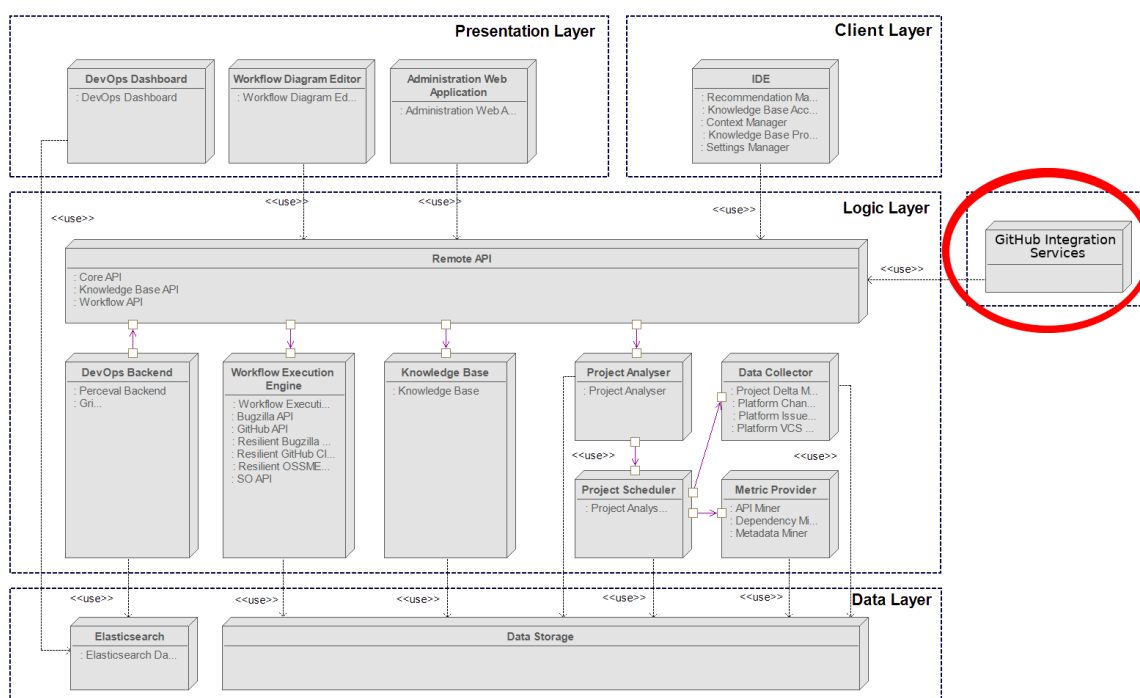 Presentation Layer
Client Layer
DevOps Dashboard
: DevOps Dashboard
Workflow Diagram Editor
: Workflow Diagram Ed...
Administration Web
Application
: Administration Web A...
IDE
: Recommendation Ma...
: Knowledge Base Acc...
: Context Manager
: Knowledge Base Pro...
: Settings Manager
<<use>>
<<use>>
<<use>>
<<use>>
Logic Layer
GitHub Integration
Services
<<use>>
Remote API
: Core API
: Knowledge Base API
: Workflow API
DevOps Backend
: Perceval Backend
: Gri...
Workflow Execution
Engine
: Workflow Executi...
: Bugzilla API
: GitHub API
: Resilient Bugzilla ...
: Resilient GitHub Cl...
: Resilient OSSME...
: SO API
Knowledge Base
: Knowledge Base
Project Analyser
: Project Analyser
Data Collector
: Project Delta M...
: Platform Chan...
: Platform Issue...
: Platform VCS ...
<<use>>
<<use>>
Project Scheduler
: Project Analys...
Metric Provider
: API Miner
: Dependency Mi...
: Metadata Miner
<<use>>
<<use>>
<<use>>
<<use>>
<<use>>
Data Layer
Elasticsearch
: Elasticsearch Da...
Data Storage